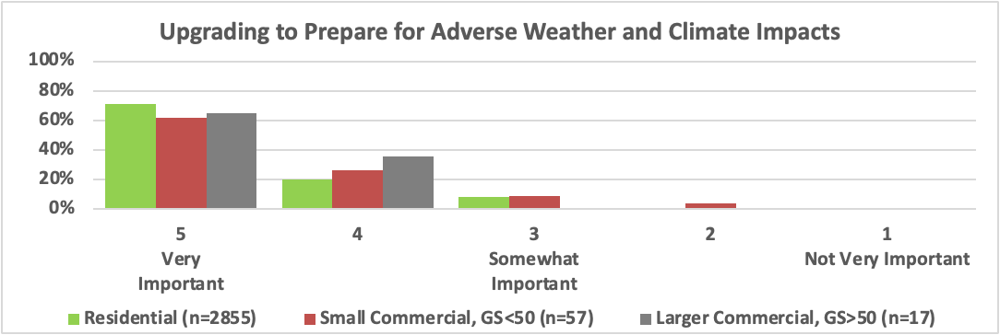 Upgrading to Prepare for Adverse Weather and Climate Impacts
100%
80%
60%
40%
20%
0%
5 4 3 2 1
Very Somewhat Not Very Important
Important Important
Residential (n=2855) Small Commercial, GS<50 (n=57) Larger Commercial, GS>50 (n=17)